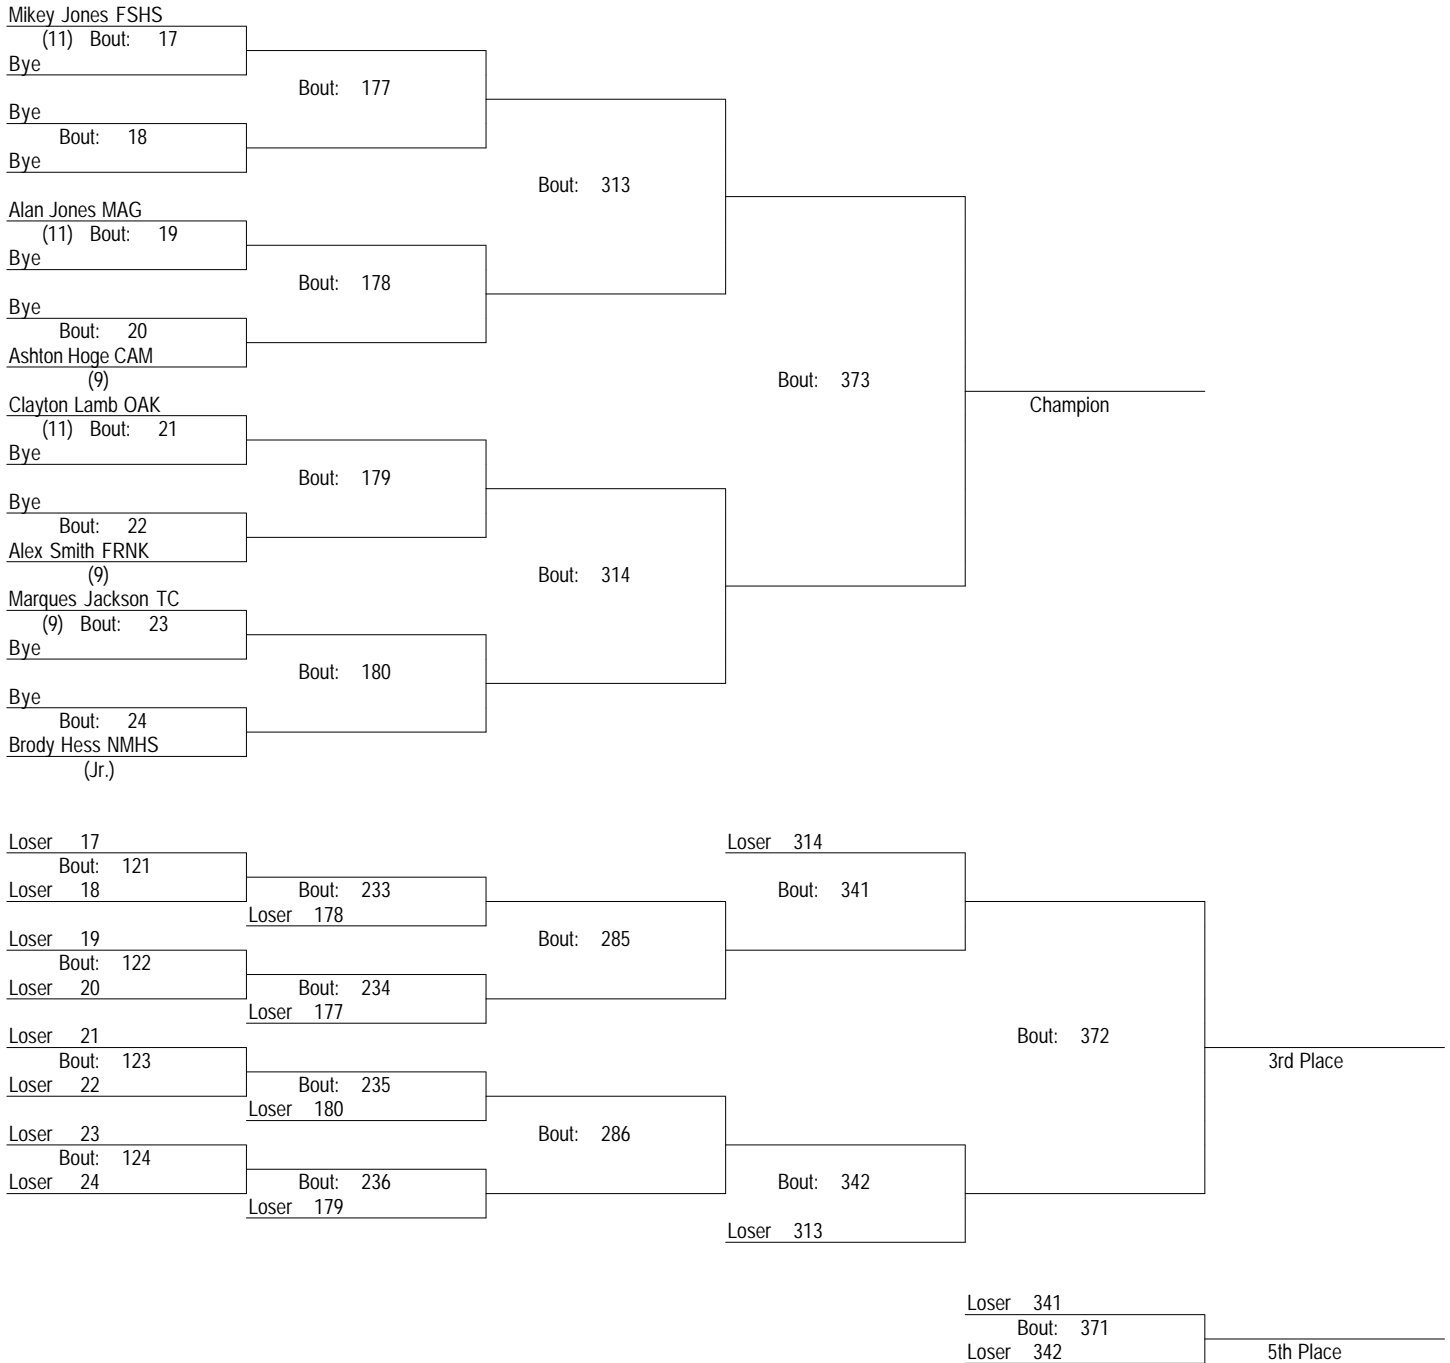 Mikey Jones FSHS
(11) Bout: 17
Bye
Bout: 177
Bye
Bout: 18
Bye
Bout: 313
Alan Jones MAG
(11) Bout: 19
Bye
Bout: 178
Bye
Bout: 20
Ashton Hoge CAM
(9)
Bout: 373
Clayton Lamb OAK
Champion
(11) Bout: 21
Bye
Bout: 179
Bye
Bout: 22
Alex Smith FRNK
(9)
Bout: 314
Marques Jackson TC
(9) Bout: 23
Bye
Bout: 180
Bye
Bout: 24
Brody Hess NMHS
(Jr.)
Loser 17
Loser 314
Bout: 121
Loser 18
Bout: 233
Bout: 341
Loser 178
Loser 19
Bout: 285
Bout: 122
Loser 20
Bout: 234
Loser 177
Loser 21
Bout: 372
Bout: 123
3rd Place
Loser 22
Bout: 235
Loser 180
Loser 23
Bout: 286
Bout: 124
Loser 24
Bout: 236
Bout: 342
Loser 179
Loser 313
Loser 341
Bout: 371
Loser 342
5th Place